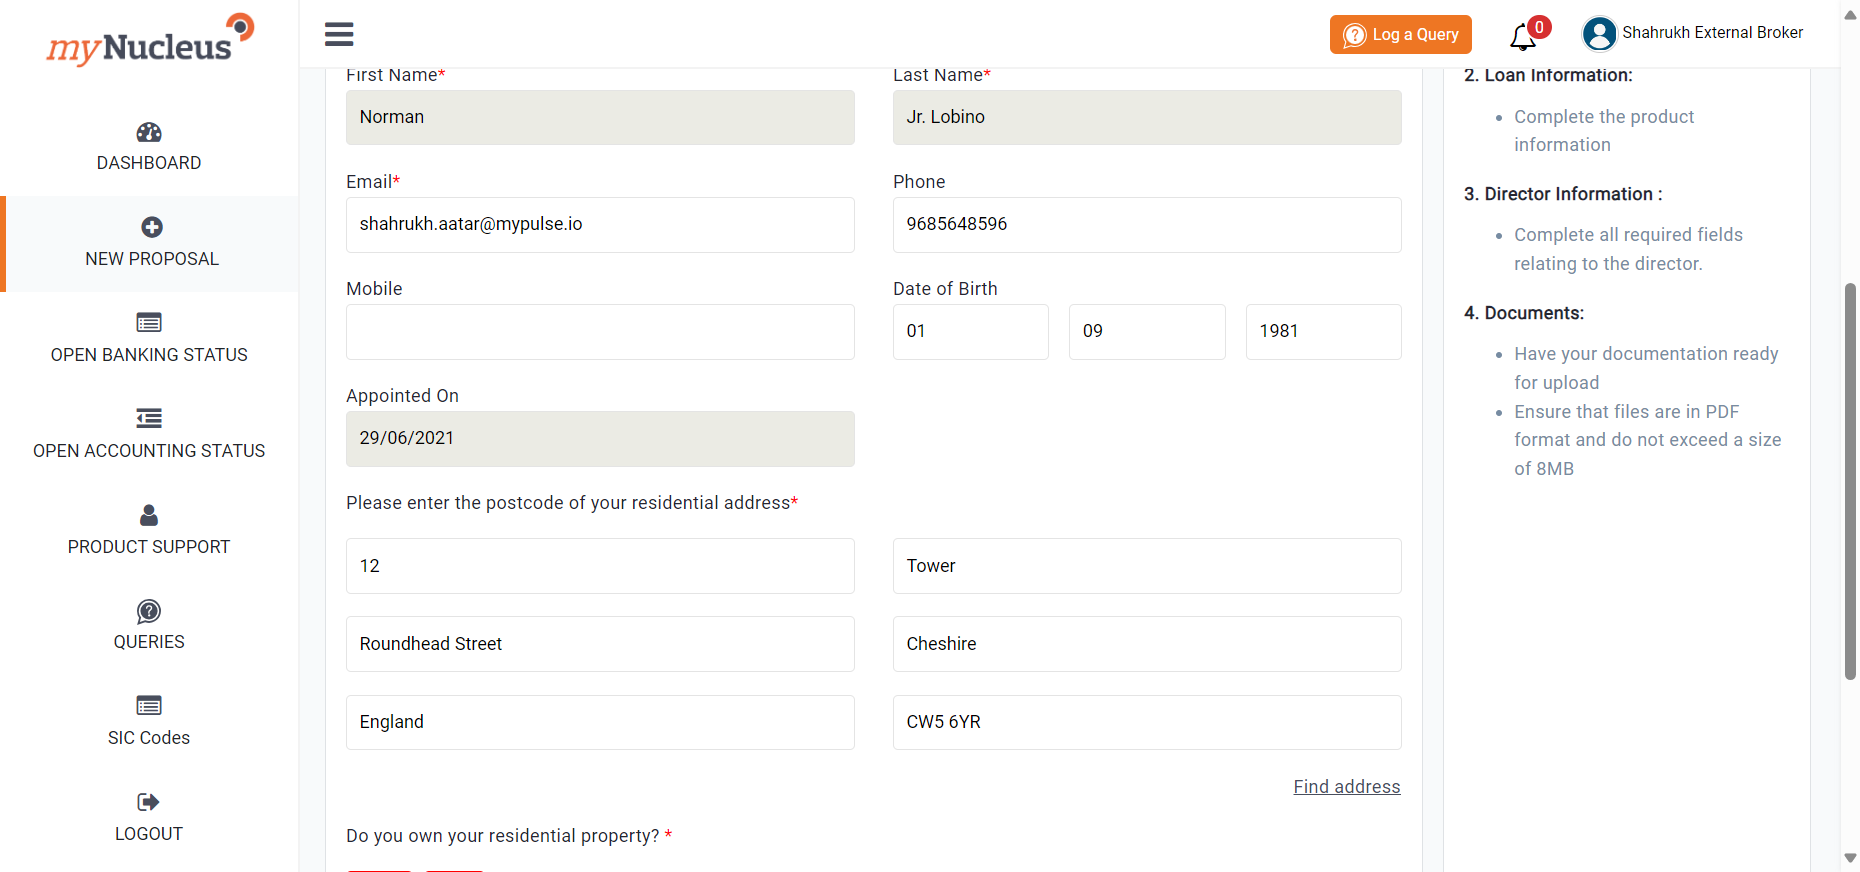 myNucleus
Log a Query
0
Shahrukh External Broker
DASHBOARD
NEW PROPOSAL
OPEN BANKING STATUS
OPEN ACCOUNTING STATUS
PRODUCT SUPPORT
QUERIES
SIC Codes
LOGOUT
First Name*
Last Name*
Norman
Jr. Lobino
Email*
Phone
shahrukh.aatar@mypulse.io
9685648596
Mobile
Date of Birth
01
09
1981
Appointed On
29/06/2021
Please enter the postcode of your residential address*
12
Tower
Roundhead Street
Cheshire
England
CW5 6YR
Find address
Do you own your residential property? *
2. Loan Information:
• Complete the product
information
3. Director Information :
• Complete all required fields
relating to the director.
4. Documents:
• Have your documentation ready
for upload
• Ensure that files are in PDF
format and do not exceed a size
of 8MB